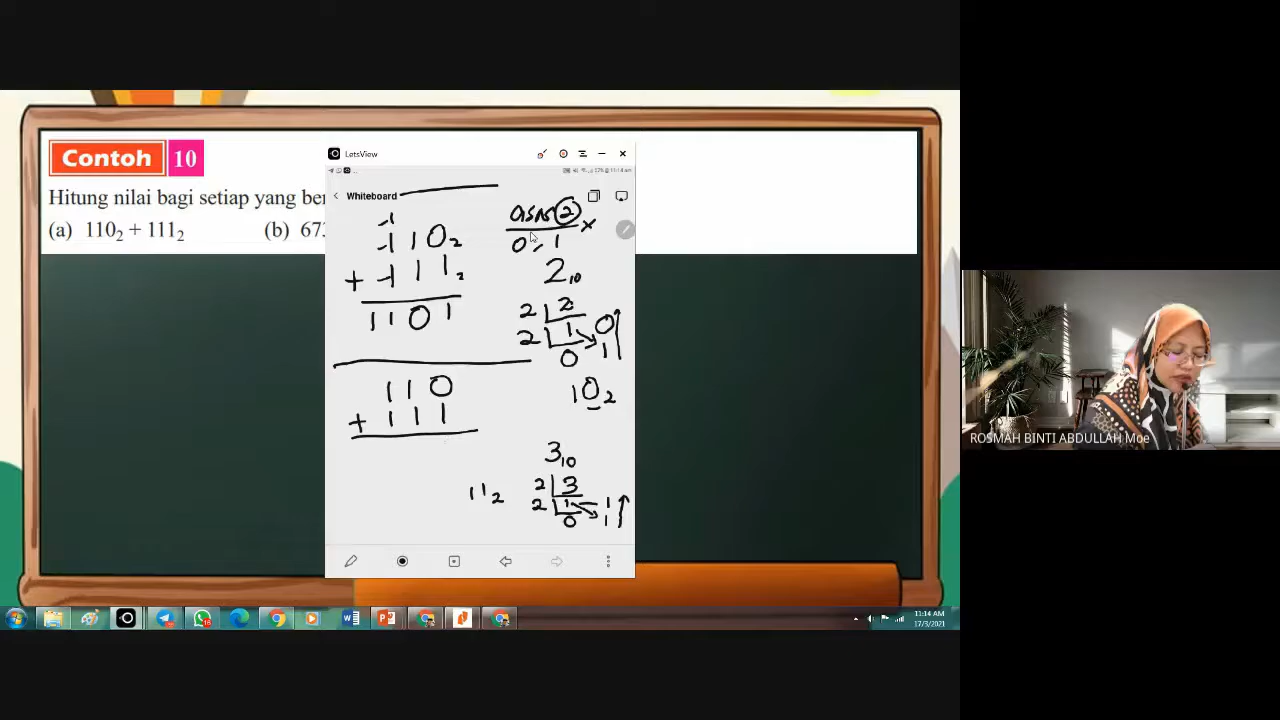 Contoh 10
Hitung nilai bagi setiap yang ber
(a) 110₂ + 111₂
(b) 67
LetsView
11:14 am
Whiteboard
1
1 1 0₂
+ 1 1 1₂
1 1 0 1
1 1 0
+ 1 1 1
asas 2
0, 1
×
2₁₀
2 2
2 1 0
0 1
10₂
3₁₀
2 3
2 1 1
0 1
11₂
ROSMAH BINTI ABDULLAH Moe
11:14 AM
17/3/2021